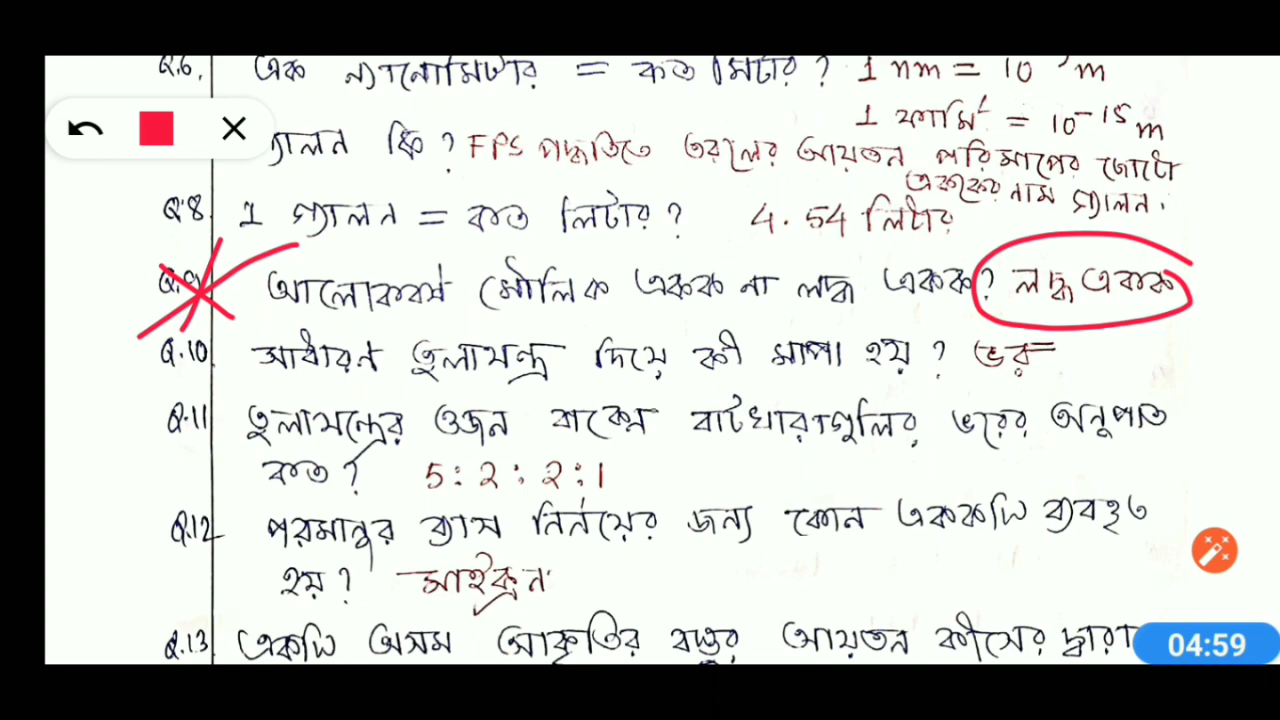 Q.6. এক ন্যানোমিটার = কত মিটার? 1 nm = 10 m
1 ফার্মি = 10⁻¹⁵ m
্যালন কি? FPS পদ্ধতিতে তরলের আয়তন পরিমাপের ছোটো
এককের নাম গ্যালন।
Q.8 1 গ্যালন = কত লিটার? 4.54 লিটার
Q.9 আলোকবর্ষ মৌলিক একক না লব্ধ একক? লব্ধ একক
Q.10 সাধারণ তুলাযন্ত্র দিয়ে কী মাপা হয়? ভর
Q.11 তুলাযন্ত্রের ওজন বাক্সে বাটখারাগুলির ভরের অনুপাত
কত? 5:2:2:1
Q.12 পরমানুর ব্যাস নির্নয়ের জন্য কোন এককটি ব্যবহৃত
হয়? মাইক্রন
Q.13 একটি অসম আকৃতির বস্তুর আয়তন কীসের দ্বারা
04:59